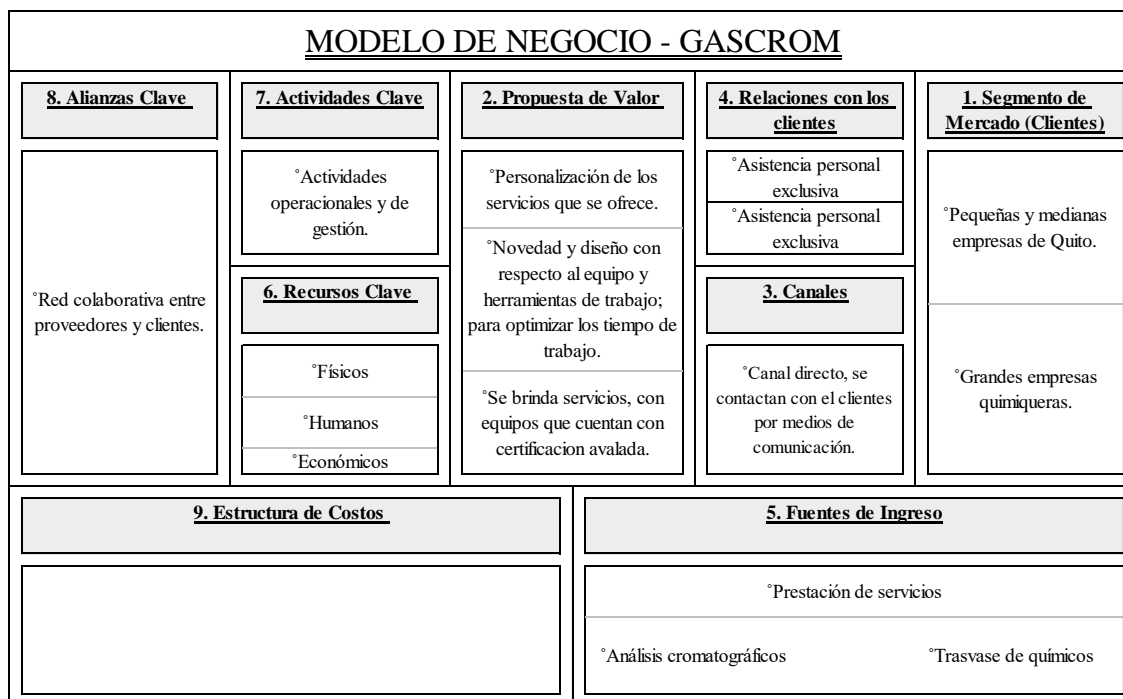 MODELO DE NEGOCIO - GASCROM
8. Alianzas Clave
˚Red colaborativa entre
proveedores y clientes.
7. Actividades Clave
˚Actividades
operacionales y de
gestión.
6. Recursos Clave
˚Físicos
˚Humanos
˚Económicos
2. Propuesta de Valor
˚Personalización de los
servicios que se ofrece.
˚Novedad y diseño con
respecto al equipo y
herramientas de trabajo;
para optimizar los tiempo de
trabajo.
˚Se brinda servicios, con
equipos que cuentan con
certificacion avalada.
4. Relaciones con los
clientes
˚Asistencia personal
exclusiva
˚Asistencia personal
exclusiva
3. Canales
˚Canal directo, se
contactan con el clientes
por medios de
comunicación.
1. Segmento de
Mercado (Clientes)
˚Pequeñas y medianas
empresas de Quito.
˚Grandes empresas
quimiqueras.
9. Estructura de Costos
5. Fuentes de Ingreso
˚Prestación de servicios
˚Análisis cromatográficos
˚Trasvase de químicos